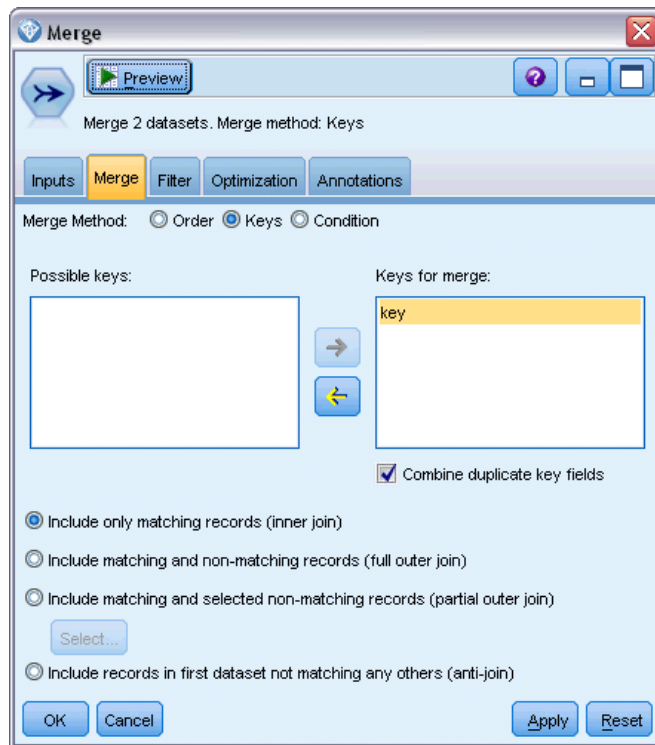 Merge
Preview
?
Merge 2 datasets. Merge method: Keys
Inputs Merge Filter Optimization Annotations
Merge Method: Order Keys Condition
Possible keys: Keys for merge:
key
Combine duplicate key fields
Include only matching records (inner join)
Include matching and non-matching records (full outer join)
Include matching and selected non-matching records (partial outer join)
Select...
Include records in first dataset not matching any others (anti-join)
OK Cancel Apply Reset